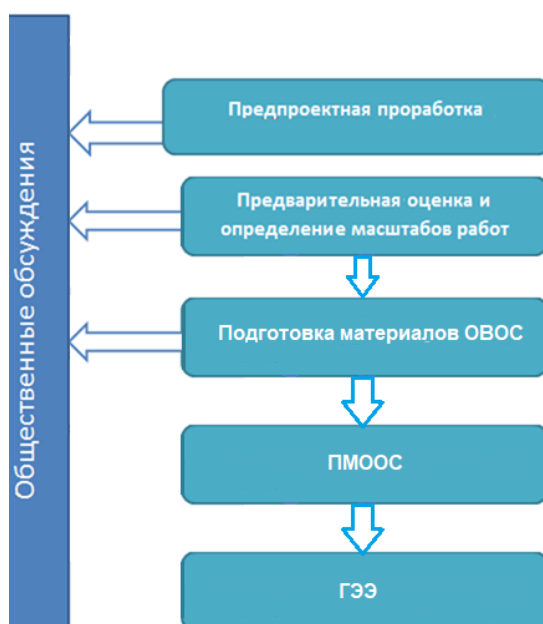 Общественные обсуждения
Предпроектная проработка
Предварительная оценка и
определение масштабов работ
Подготовка материалов ОВОС
ПМООС
ГЭЭ